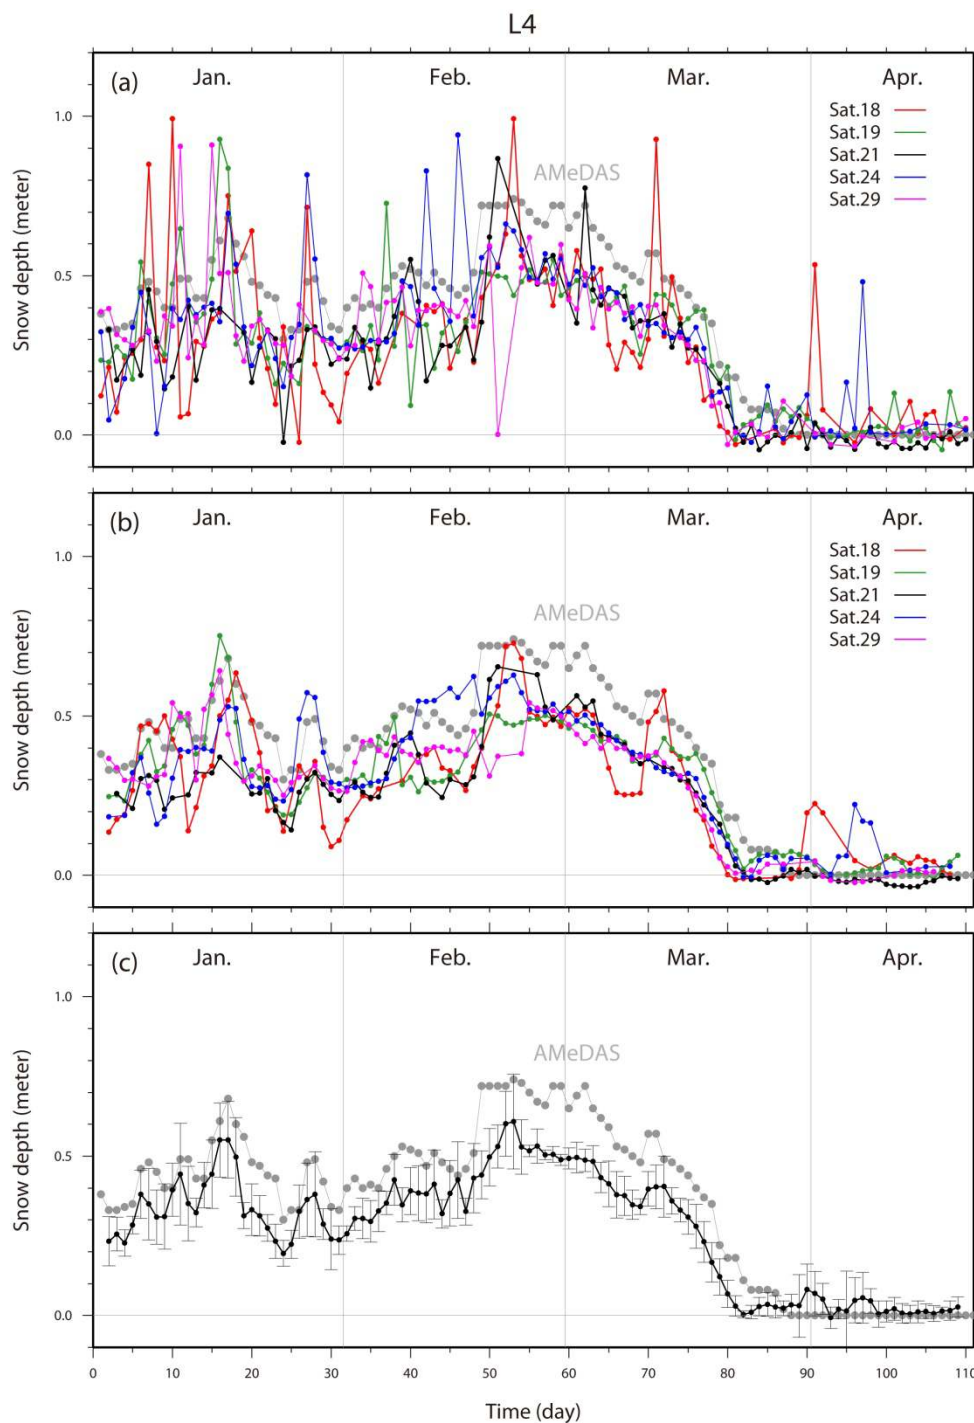 L4
(a) Jan. Feb. Mar. Apr.
1.0
Sat.18
Sat.19
Sat.21
Sat.24
Sat.29
AMeDAS
0.5
0.0
Snow depth (meter)
(b) Jan. Feb. Mar. Apr.
1.0
Sat.18
Sat.19
Sat.21
Sat.24
Sat.29
AMeDAS
0.5
0.0
Snow depth (meter)
(c) Jan. Feb. Mar. Apr.
1.0
AMeDAS
0.5
0.0
Snow depth (meter)
0 10 20 30 40 50 60 70 80 90 100 110
Time (day)